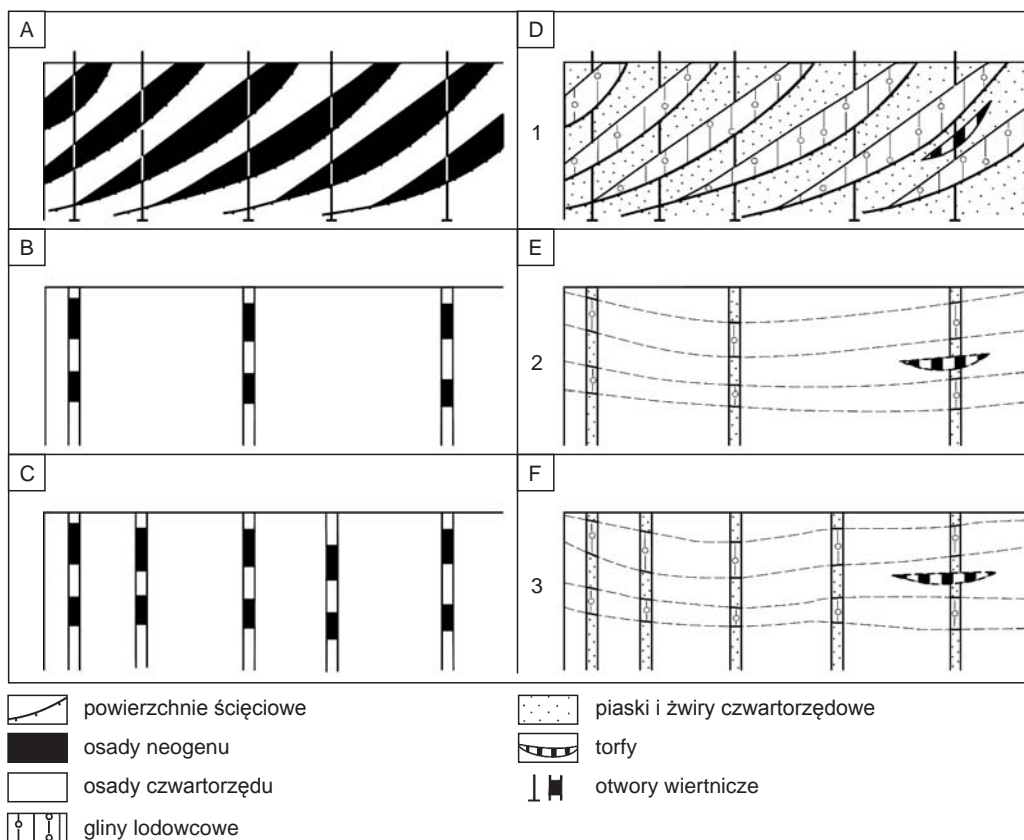 A
D
1
B
E
2
C
F
3
powierzchnie ścięciowe
osady neogenu
osady czwartorzędu
gliny lodowcowe
piaski i żwiry czwartorzędowe
torfy
otwory wiertnicze